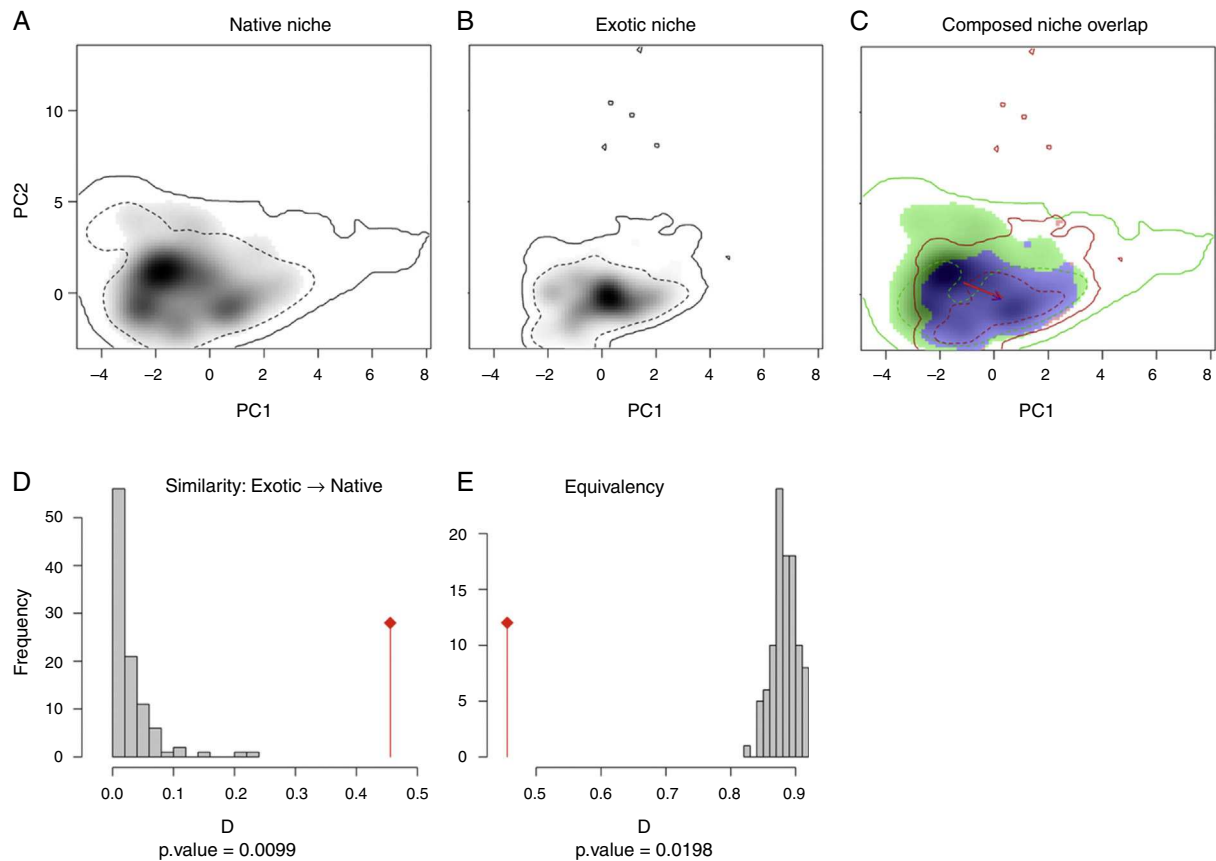 A Native niche
B Exotic niche
C Composed niche overlap
PC2
10
5
0
−4 −2 0 2 4 6 8
PC1
−4 −2 0 2 4 6 8
PC1
−4 −2 0 2 4 6 8
PC1
D Similarity: Exotic → Native
E Equivalency
Frequency
50
40
30
20
10
0
20
15
10
5
0
0.0 0.1 0.2 0.3 0.4 0.5
D
p.value = 0.0099
0.5 0.6 0.7 0.8 0.9
D
p.value = 0.0198